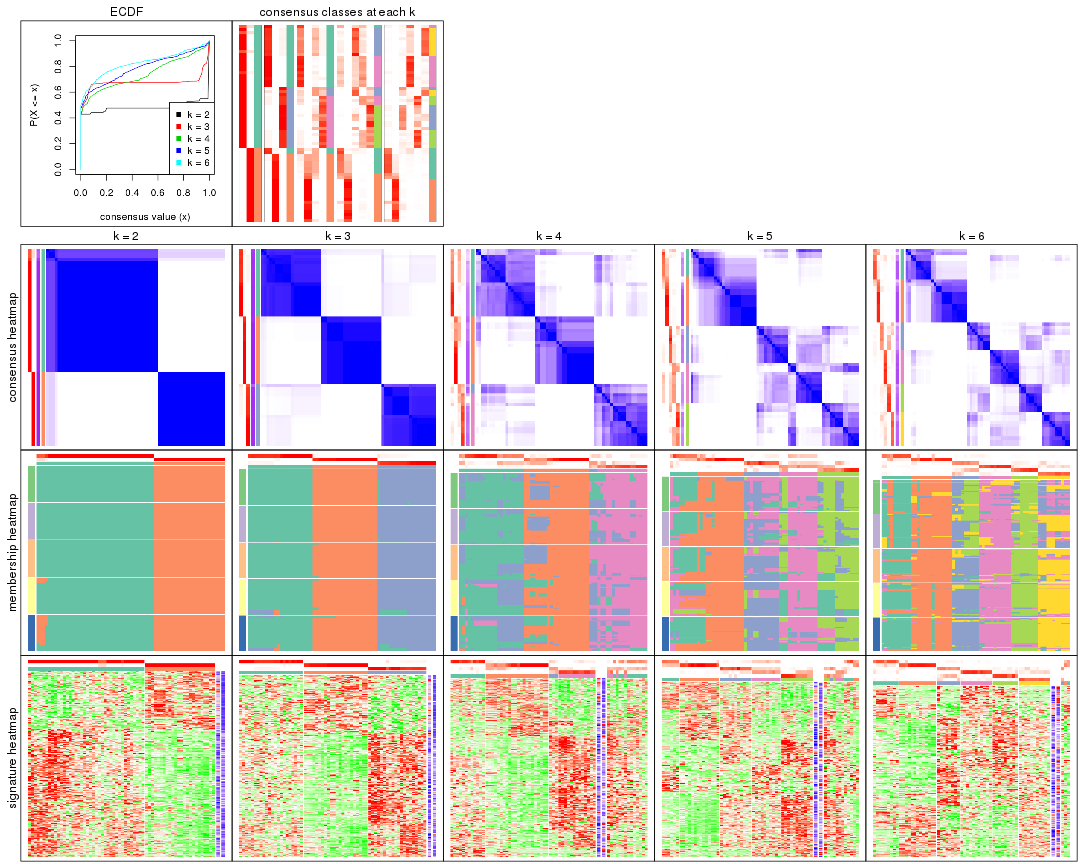 ECDF
consensus classes at each k
P(X <= x)
0.0
0.2
0.4
0.6
0.8
1.0
k = 2
k = 3
k = 4
k = 5
k = 6
0.0 0.2 0.4 0.6 0.8 1.0
consensus value (x)
k = 2
k = 3
k = 4
k = 5
k = 6
consensus heatmap
membership heatmap
signature heatmap